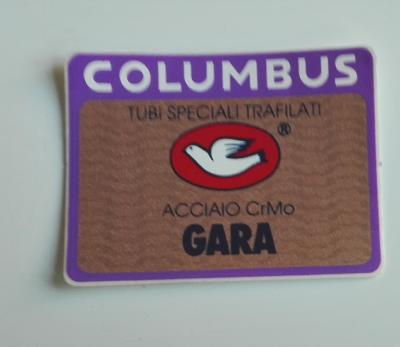 COLUMBUS
TUBI SPECIALI TRAFILATI
®
ACCIAIO CrMo
GARA